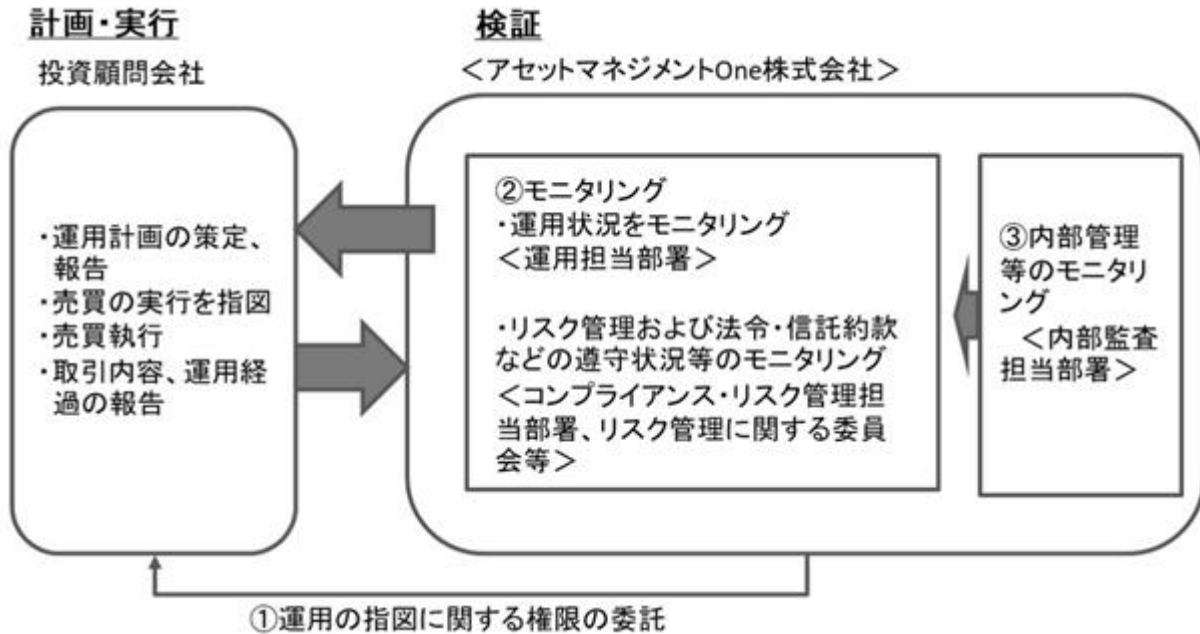 計画・実行
投資顧問会社
・運用計画の策定、
報告
・売買の実行を指図
・売買執行
・取引内容、運用経
過の報告
検証
＜アセットマネジメントOne株式会社＞
②モニタリング
・運用状況をモニタリング
＜運用担当部署＞
・リスク管理および法令・信託約款
などの遵守状況等のモニタリング
＜コンプライアンス・リスク管理担
当部署、リスク管理に関する委員
会等＞
③内部管理
等のモニタリ
ング
＜内部監査
担当部署＞
①運用の指図に関する権限の委託